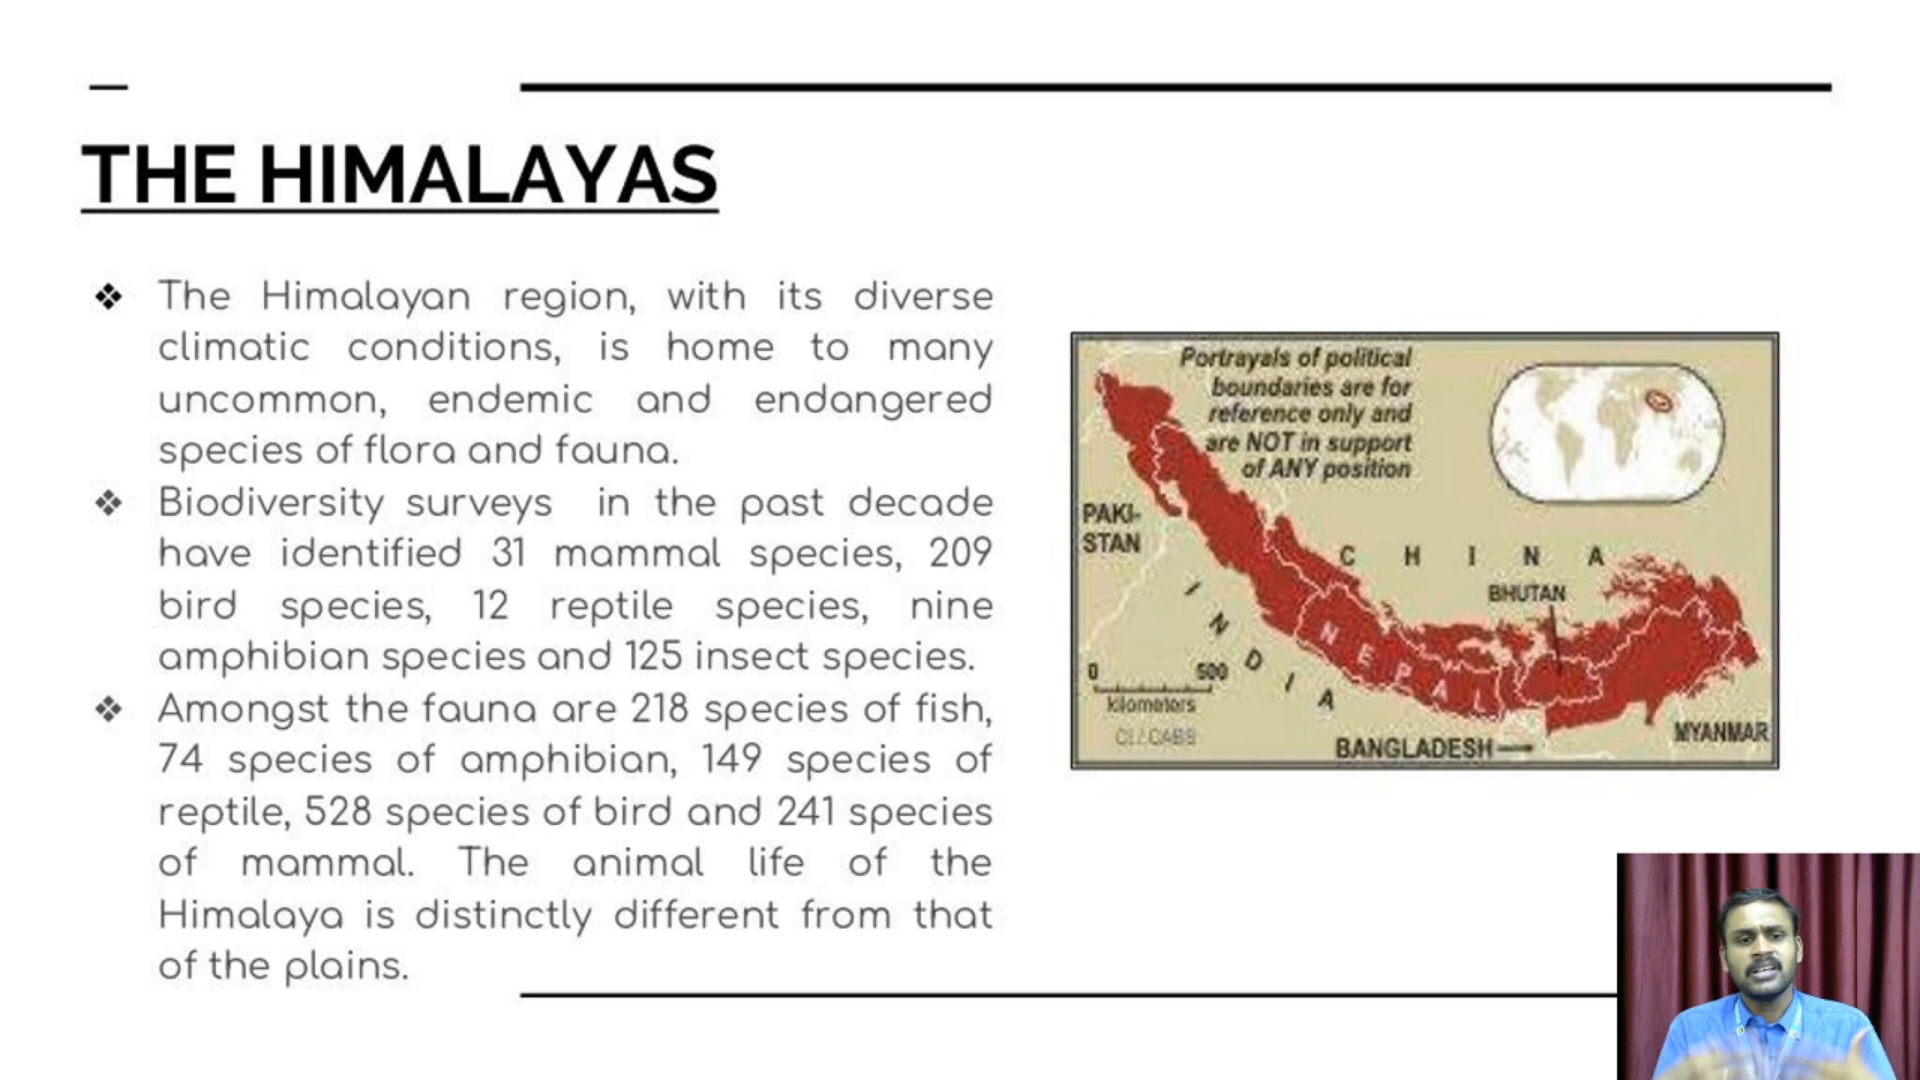 THE HIMALAYAS
❖ The Himalayan region, with its diverse
climatic conditions, is home to many
uncommon, endemic and endangered
species of flora and fauna.
❖ Biodiversity surveys in the past decade
have identified 31 mammal species, 209
bird species, 12 reptile species, nine
amphibian species and 125 insect species.
❖ Amongst the fauna are 218 species of fish,
74 species of amphibian, 149 species of
reptile, 528 species of bird and 241 species
of mammal. The animal life of the
Himalaya is distinctly different from that
of the plains.
Portrayals of political
boundaries are for
reference only and
are NOT in support
of ANY position
PAKI-
STAN
CHINA
BHUTAN
INDIA
NEPAL
0 500
kilometers
BANGLADESH
MYANMAR